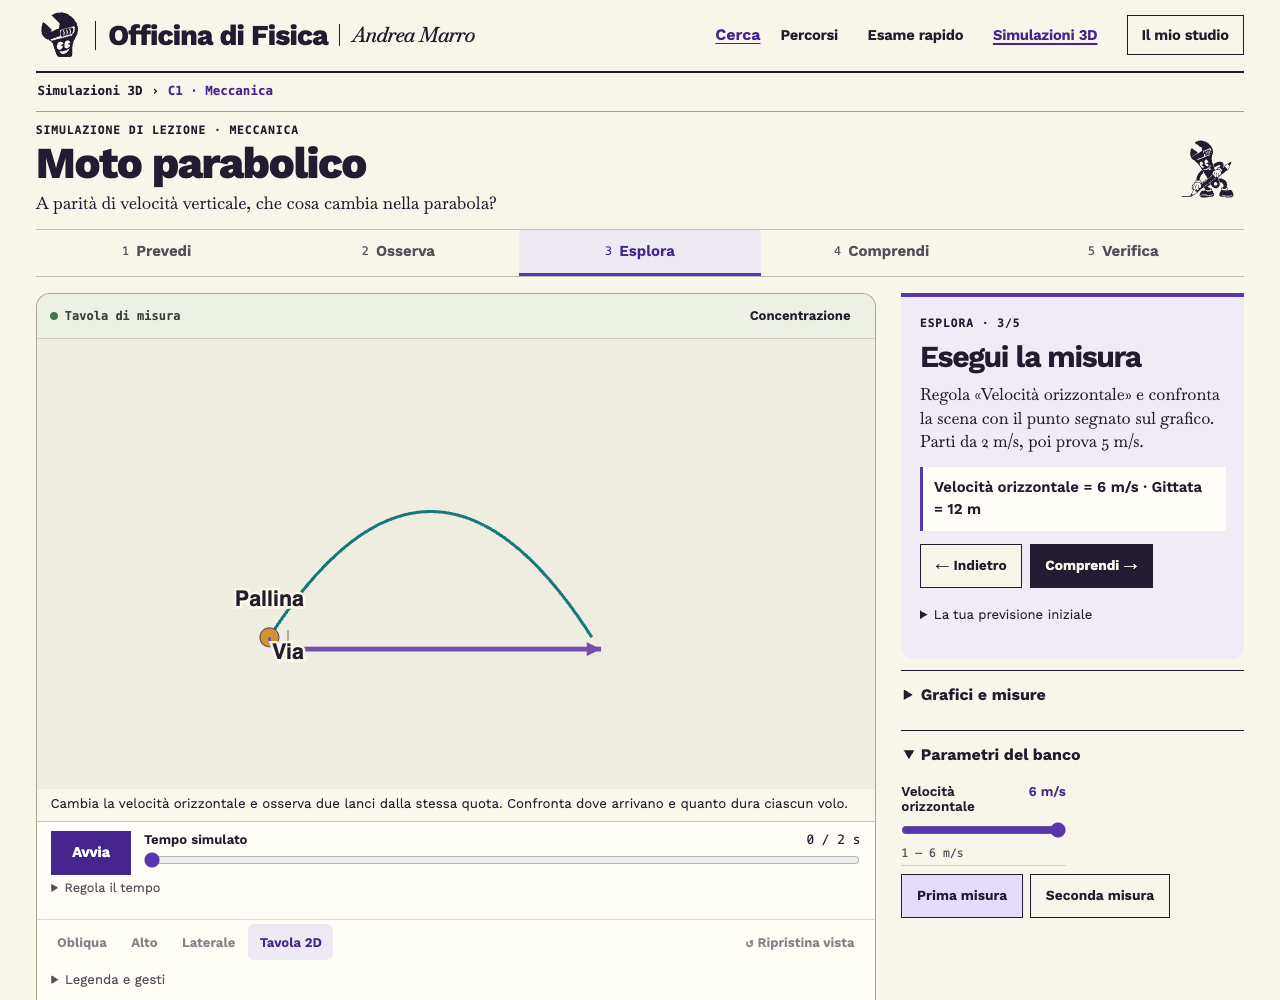 Officina di Fisica
Andrea Marro
Cerca
Percorsi
Esame rapido
Simulazioni 3D
Il mio studio
Simulazioni 3D › C1 · Meccanica
SIMULAZIONE DI LEZIONE · MECCANICA
Moto parabolico
A parità di velocità verticale, che cosa cambia nella parabola?
1 Prevedi
2 Osserva
3 Esplora
4 Comprendi
5 Verifica
Tavola di misura
Concentrazione
Pallina
Via
Cambia la velocità orizzontale e osserva due lanci dalla stessa quota. Confronta dove arrivano e quanto dura ciascun volo.
Avvia
Tempo simulato
0 / 2 s
▶ Regola il tempo
Obliqua
Alto
Laterale
Tavola 2D
↺ Ripristina vista
▶ Legenda e gesti
ESPLORA · 3/5
Esegui la misura
Regola «Velocità orizzontale» e confronta
la scena con il punto segnato sul grafico.
Parti da 2 m/s, poi prova 5 m/s.
Velocità orizzontale = 6 m/s · Gittata
= 12 m
← Indietro
Comprendi →
▶ La tua previsione iniziale
▶ Grafici e misure
▼ Parametri del banco
Velocità
orizzontale
6 m/s
1 — 6 m/s
Prima misura
Seconda misura